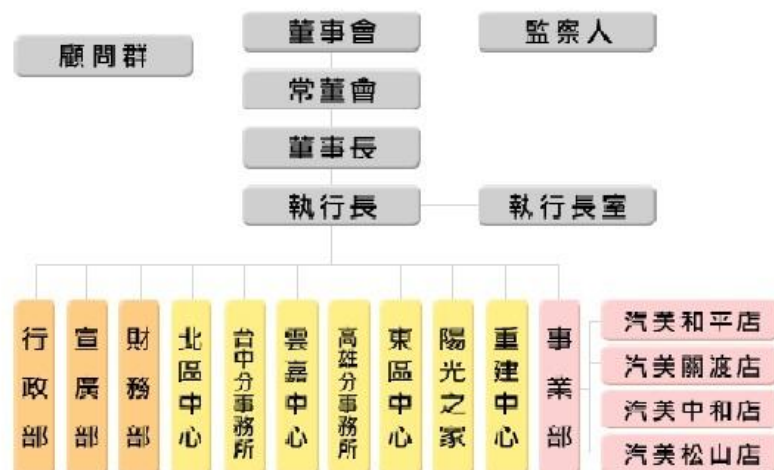 董事會
監察人
顧問群
常董會
董事長
執行長
執行長室
行政部
宣廣部
財務部
北區中心
台中分事務所
雲嘉中心
高雄分事務所
東區中心
陽光之家
重建中心
事業部
汽美和平店
汽美關渡店
汽美中和店
汽美松山店